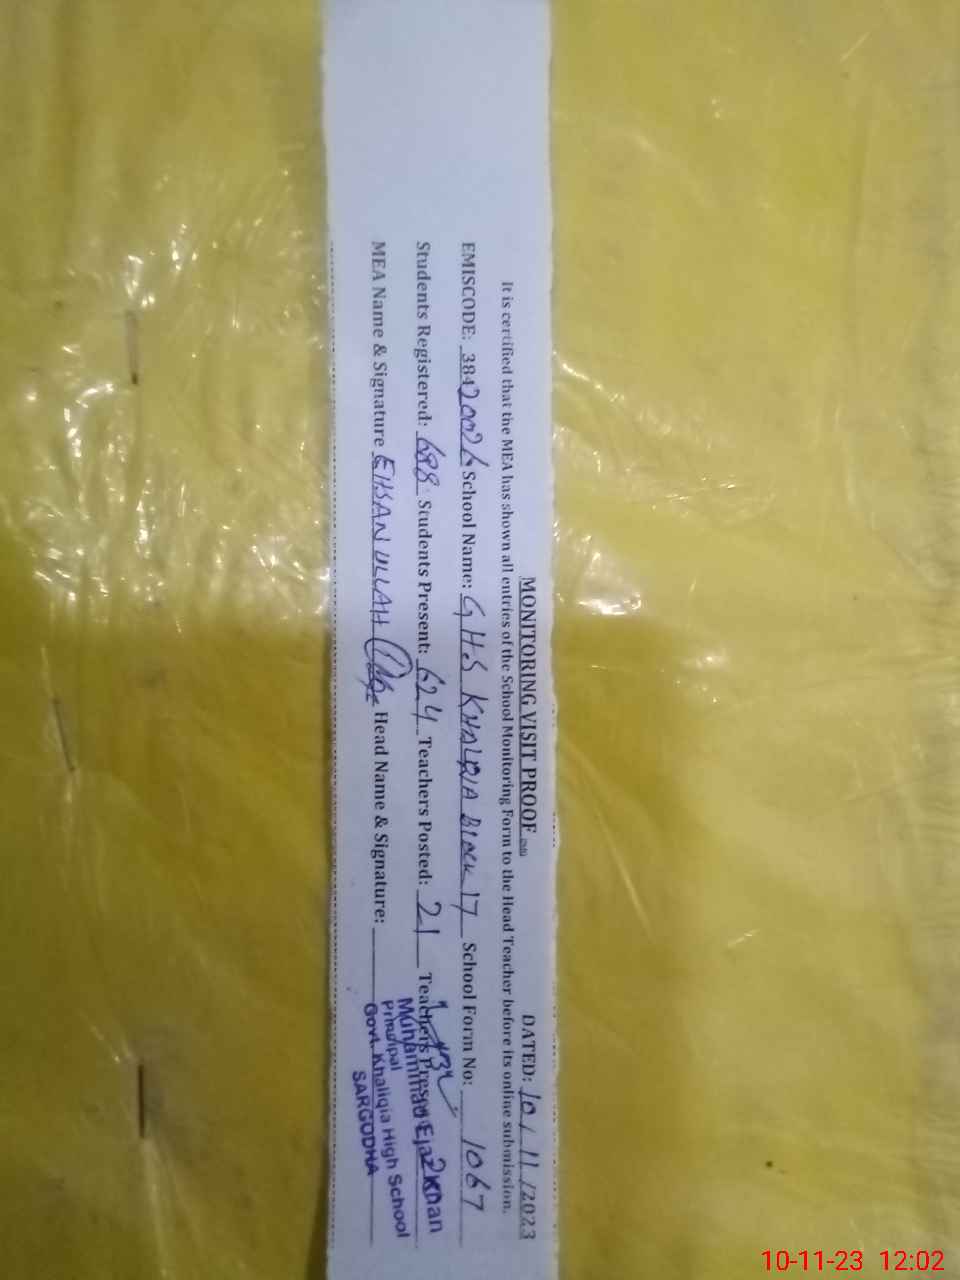 MONITORING VISIT PROOF DATED: 10/11/2023
It is certified that the MEA has shown all entries of the School Monitoring Form to the Head Teacher before its online submission.
EMISCODE: 38420026 School Name: GHS KHALQIA BLOCK 17 School Form No: 1067
Students Registered: 688 Students Present: 624 Teachers Posted: 21 Teachers Present
MEA Name & Signature EHSAN ULLAH Head Name & Signature:
Muhammad Ejaz Khan
Principal
Govt. Khaliqia High School
SARGODHA
10-11-23 12:02